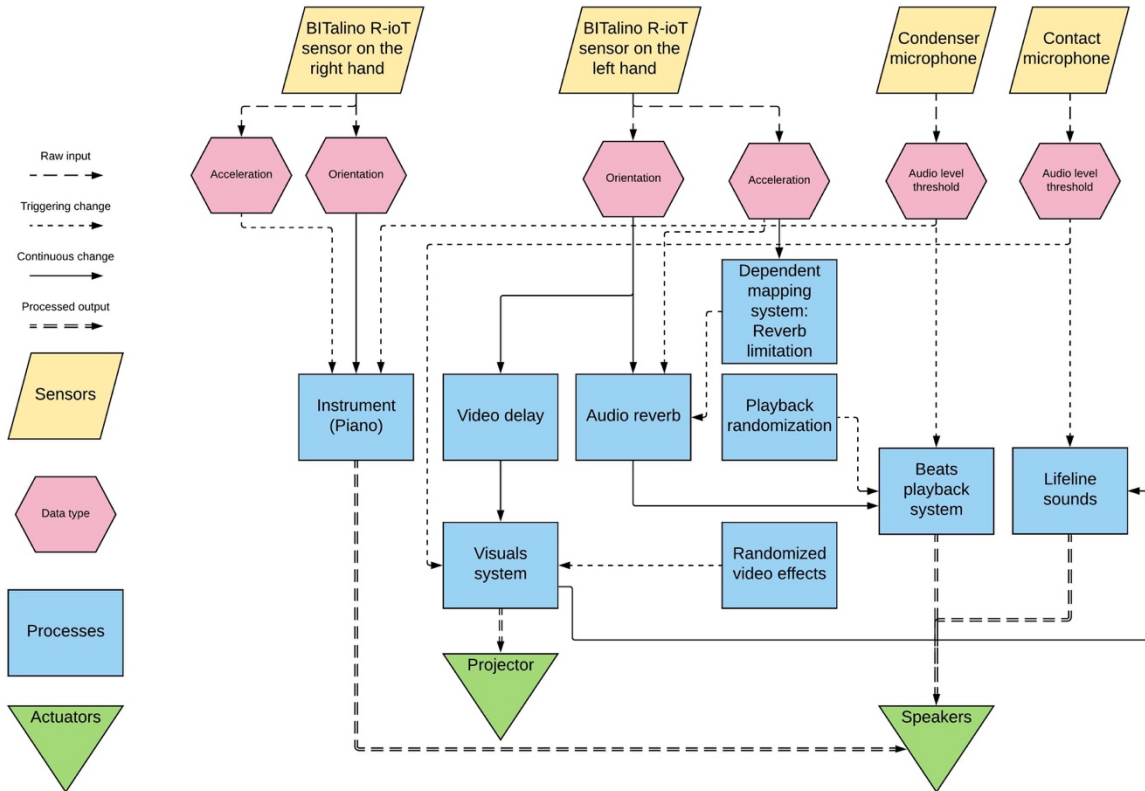 BITalino R-ioT
sensor on the
right hand
BITalino R-ioT
sensor on the
left hand
Condenser
microphone
Contact
microphone
Raw input
Triggering change
Continuous change
Processed output
Sensors
Data type
Processes
Actuators
Acceleration
Orientation
Orientation
Acceleration
Audio level
threshold
Audio level
threshold
Dependent
mapping
system:
Reverb
limitation
Instrument
(Piano)
Video delay
Audio reverb
Playback
randomization
Beats
playback
system
Lifeline
sounds
Visuals
system
Randomized
video effects
Projector
Speakers